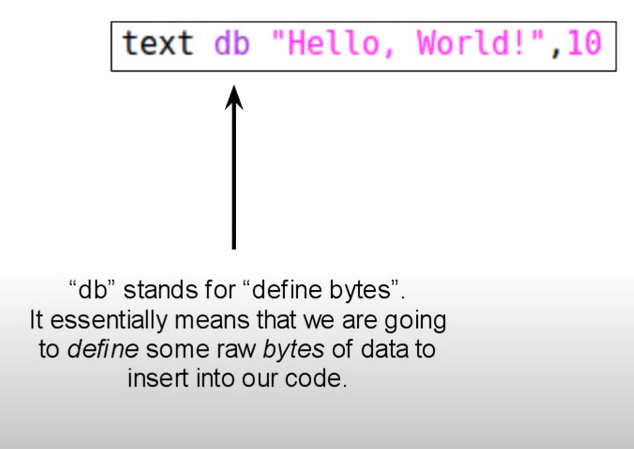 text db "Hello, World!",10
“db” stands for “define bytes”.
It essentially means that we are going
to define some raw bytes of data to
insert into our code.